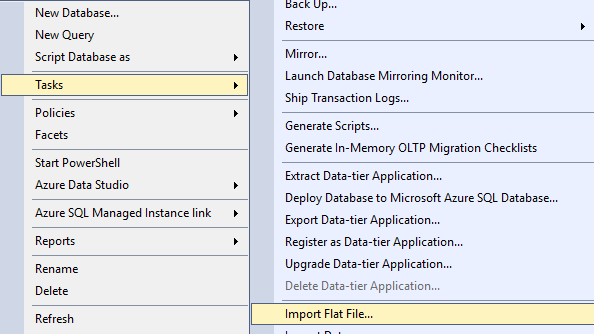 New Database...
New Query
Script Database as
Tasks
Policies
Facets
Start PowerShell
Azure Data Studio
Azure SQL Managed Instance link
Reports
Rename
Delete
Refresh
Back Up...
Restore
Mirror...
Launch Database Mirroring Monitor...
Ship Transaction Logs...
Generate Scripts...
Generate In-Memory OLTP Migration Checklists
Extract Data-tier Application...
Deploy Database to Microsoft Azure SQL Database...
Export Data-tier Application...
Register as Data-tier Application...
Upgrade Data-tier Application...
Delete Data-tier Application...
Import Flat File...